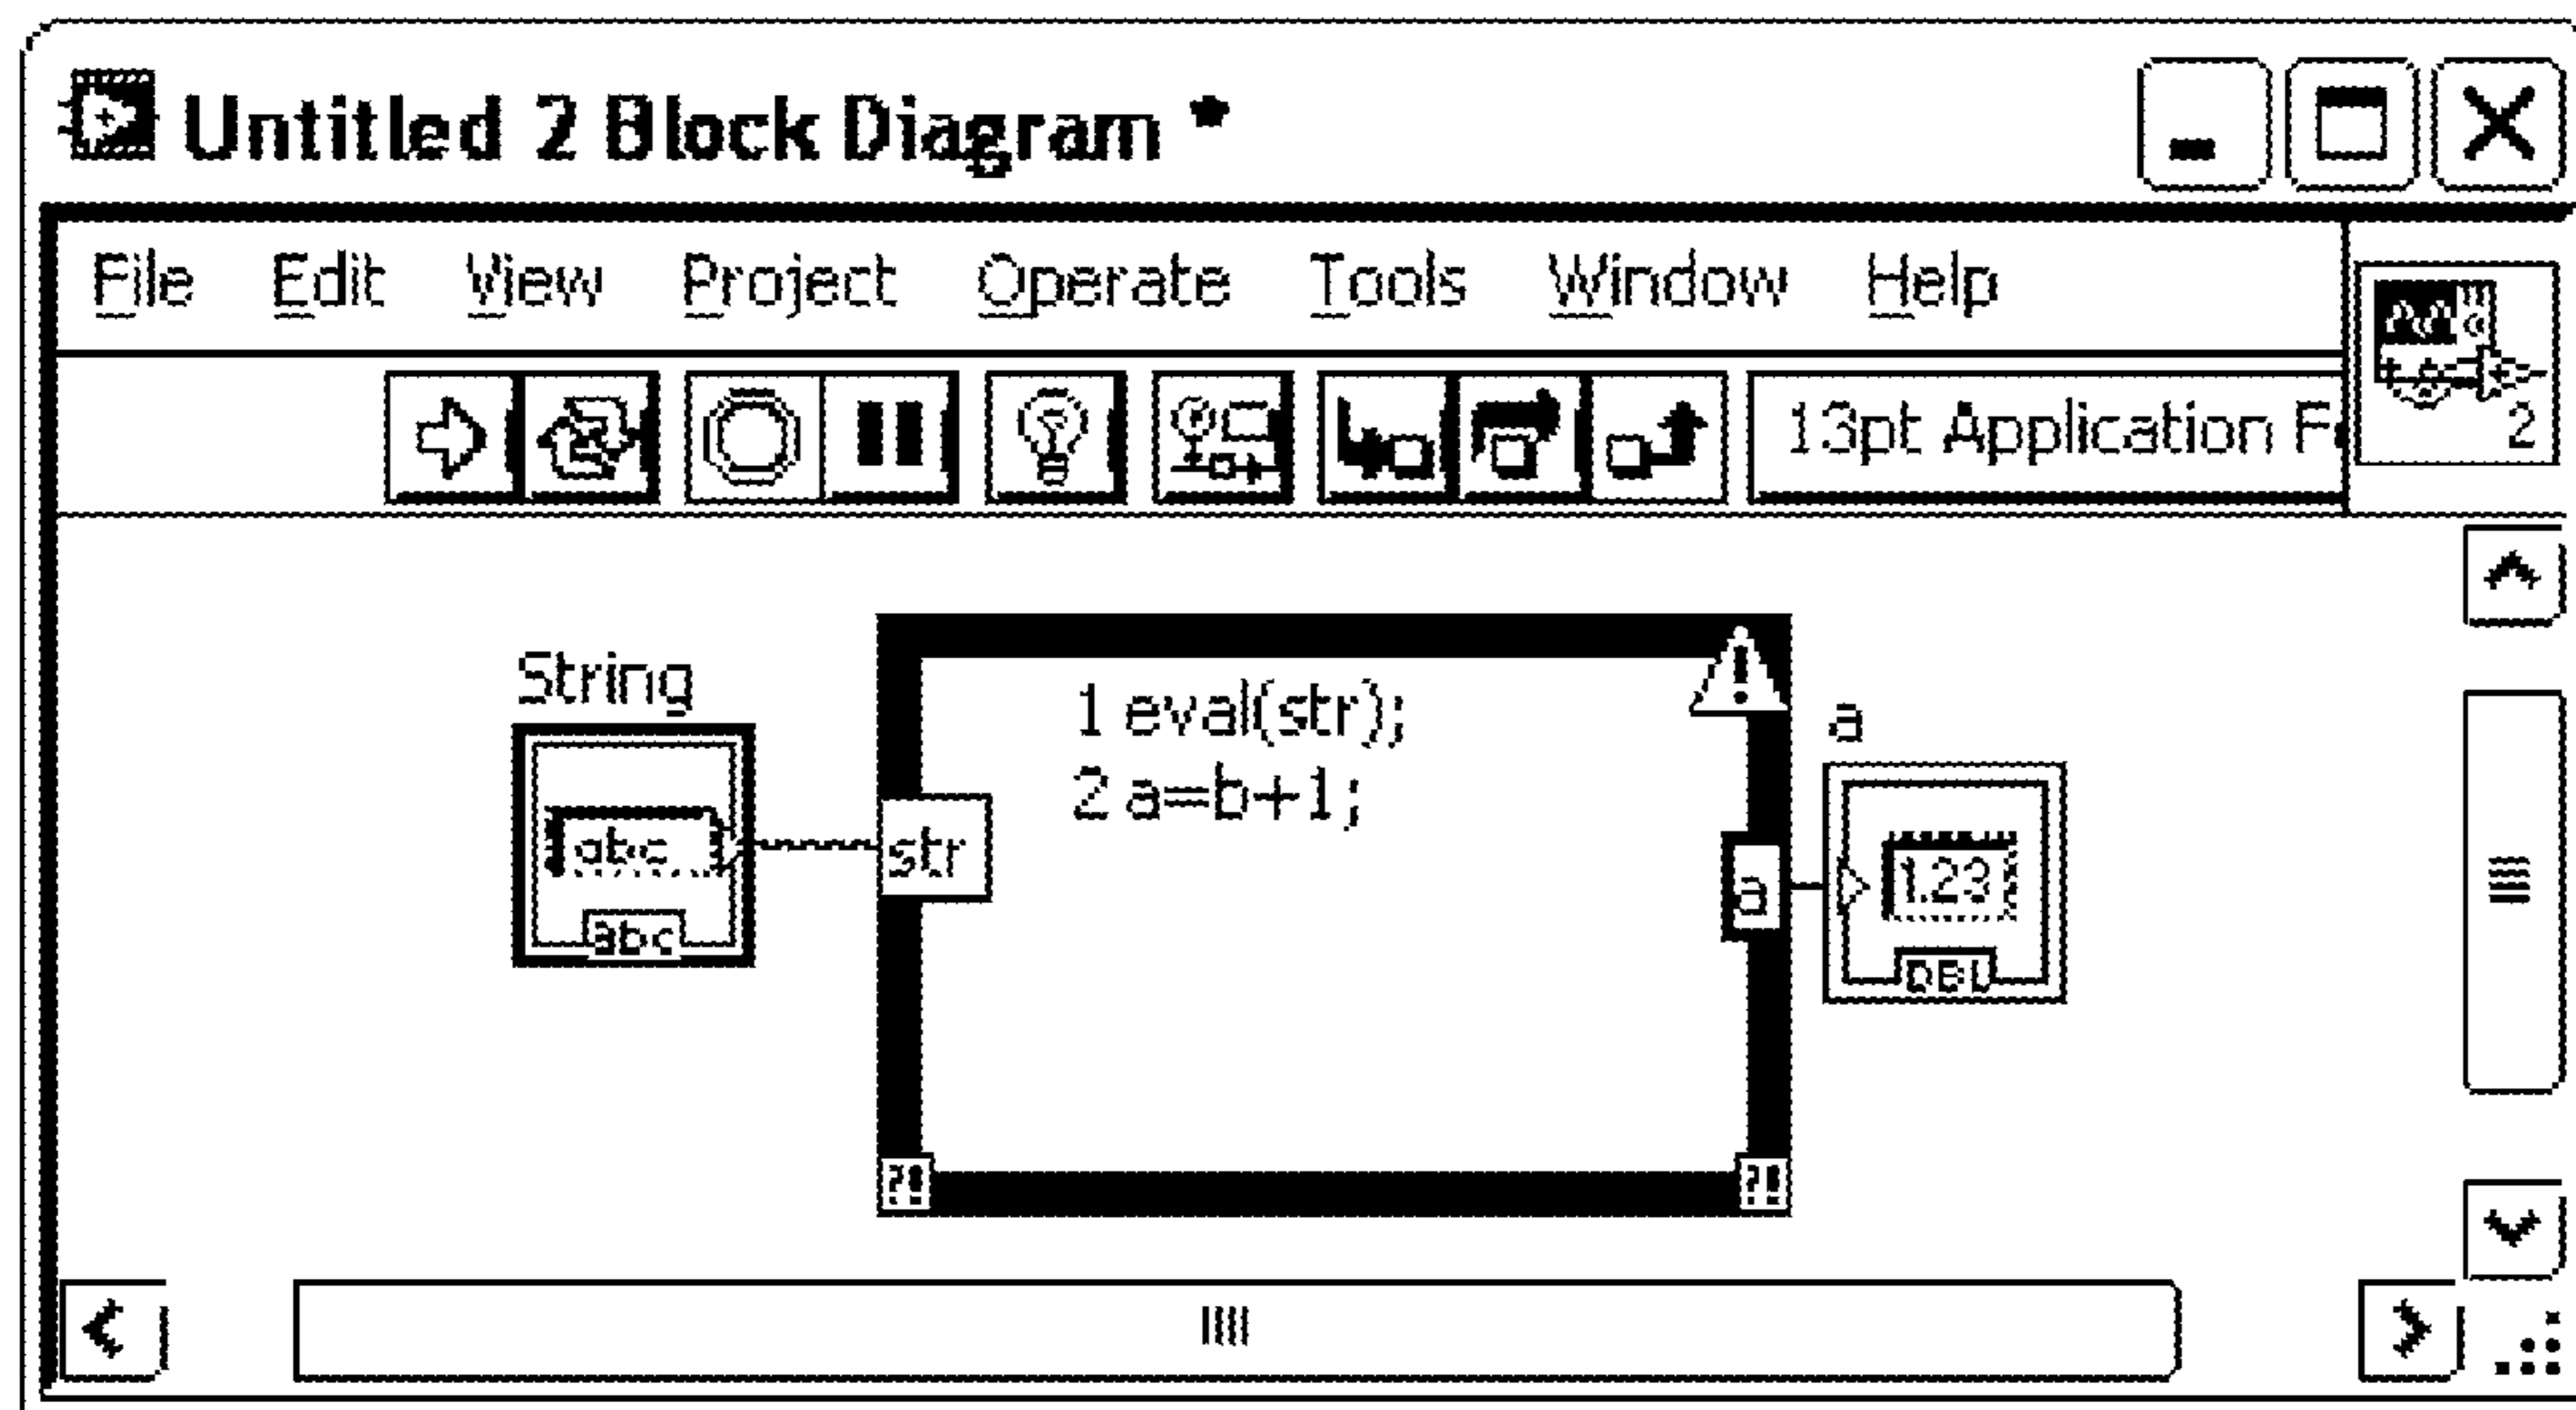 Untitled 2 Block Diagram *
File Edit View Project Operate Tools Window Help
13pt Application F
2
String
1 eval(str);
2 a=b+1;
a
abc
str
a
1.23
abc
DBL
?!
?!